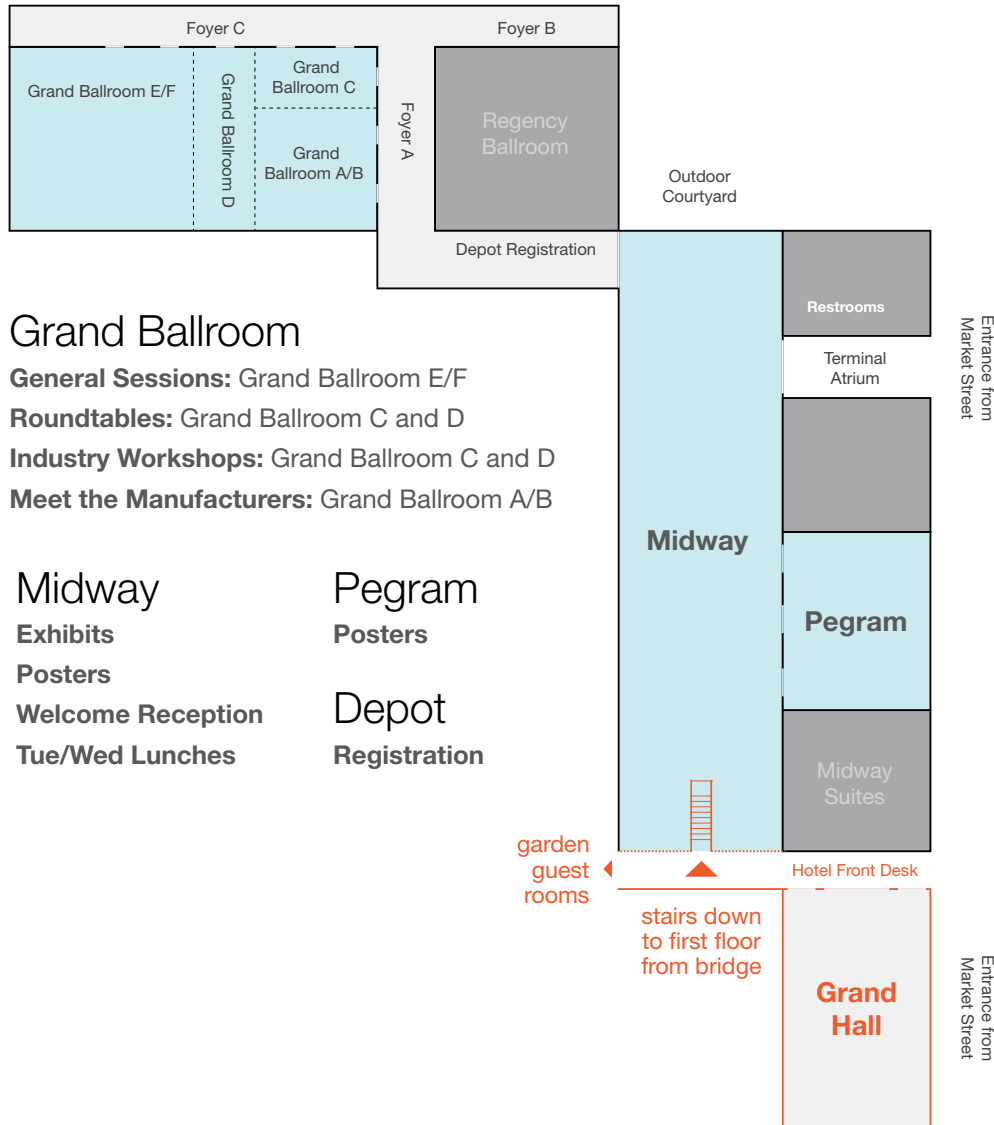 Foyer C
Foyer B
Grand Ballroom E/F
Grand Ballroom D
Grand
Ballroom C
Grand
Ballroom A/B
Foyer A
Regency
Ballroom
Outdoor
Courtyard
Depot Registration
Restrooms
Terminal
Atrium
Entrance from
Market Street
Grand Ballroom
General Sessions: Grand Ballroom E/F
Roundtables: Grand Ballroom C and D
Industry Workshops: Grand Ballroom C and D
Meet the Manufacturers: Grand Ballroom A/B
Midway
Pegram
Midway
Exhibits
Posters
Welcome Reception
Tue/Wed Lunches
Pegram
Posters
Depot
Registration
Midway
Suites
garden
guest
rooms
Hotel Front Desk
stairs down
to first floor
from bridge
Grand
Hall
Entrance from
Market Street